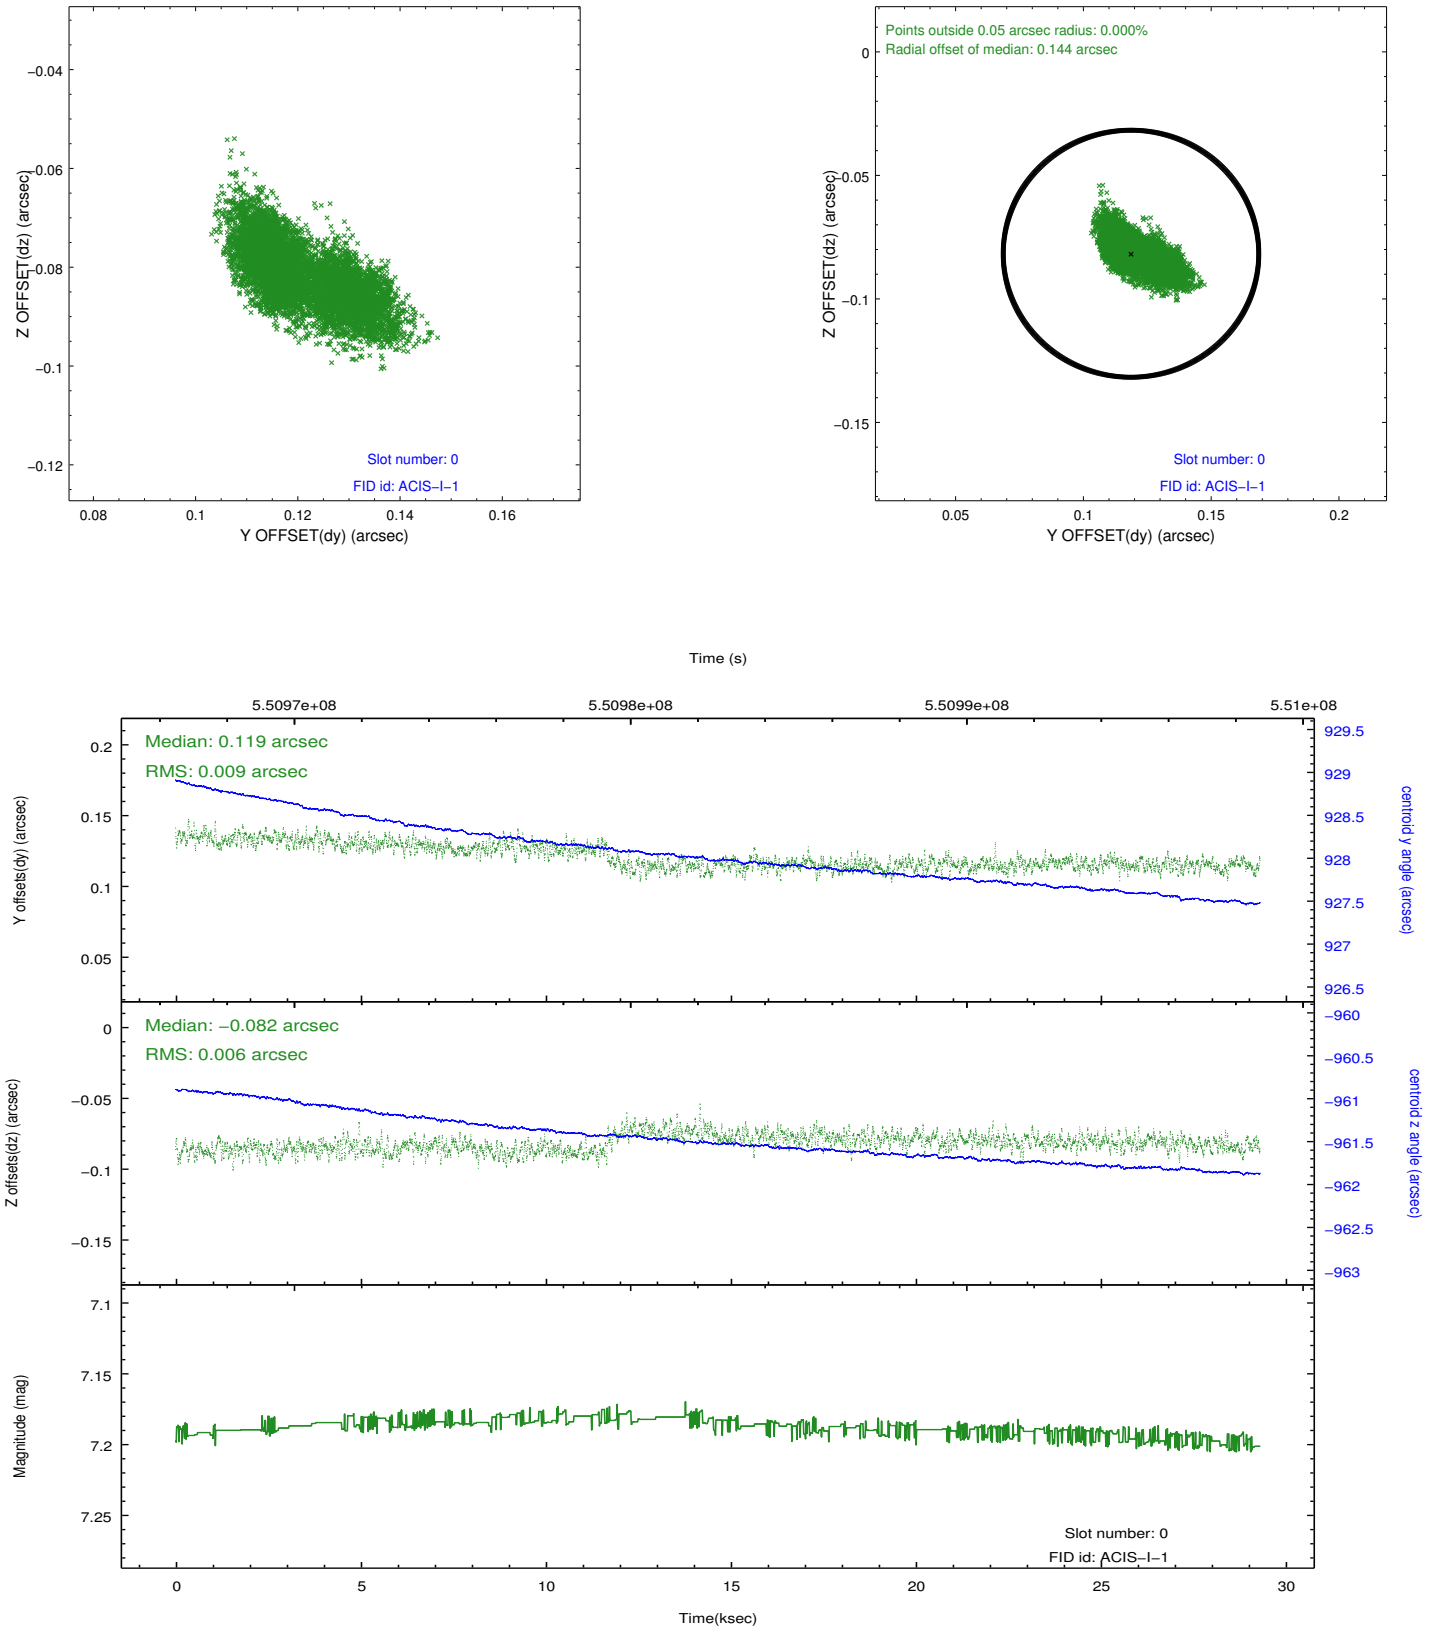 −0.04
−0.06
−0.08
−0.1
−0.12
Z OFFSET(dz) (arcsec)
Slot number: 0
FID id: ACIS−I−1
0.08 0.1 0.12 0.14 0.16
Y OFFSET(dy) (arcsec)
Points outside 0.05 arcsec radius: 0.000%
Radial offset of median: 0.144 arcsec
0
−0.05
−0.1
−0.15
Z OFFSET(dz) (arcsec)
Slot number: 0
FID id: ACIS−I−1
0.05 0.1 0.15 0.2
Y OFFSET(dy) (arcsec)
Time (s)
5.5097e+08 5.5098e+08 5.5099e+08 5.51e+08
Median: 0.119 arcsec
RMS: 0.009 arcsec
0.2
0.15
0.1
0.05
Y offsets(dy) (arcsec)
929.5
929
928.5
928
927.5
927
926.5
centroid y angle (arcsec)
Median: −0.082 arcsec
RMS: 0.006 arcsec
0
−0.05
−0.1
−0.15
Z offsets(dz) (arcsec)
−960
−960.5
−961
−961.5
−962
−962.5
−963
centroid z angle (arcsec)
7.1
7.15
7.2
7.25
Magnitude (mag)
Slot number: 0
FID id: ACIS−I−1
0 5 10 15 20 25 30
Time(ksec)